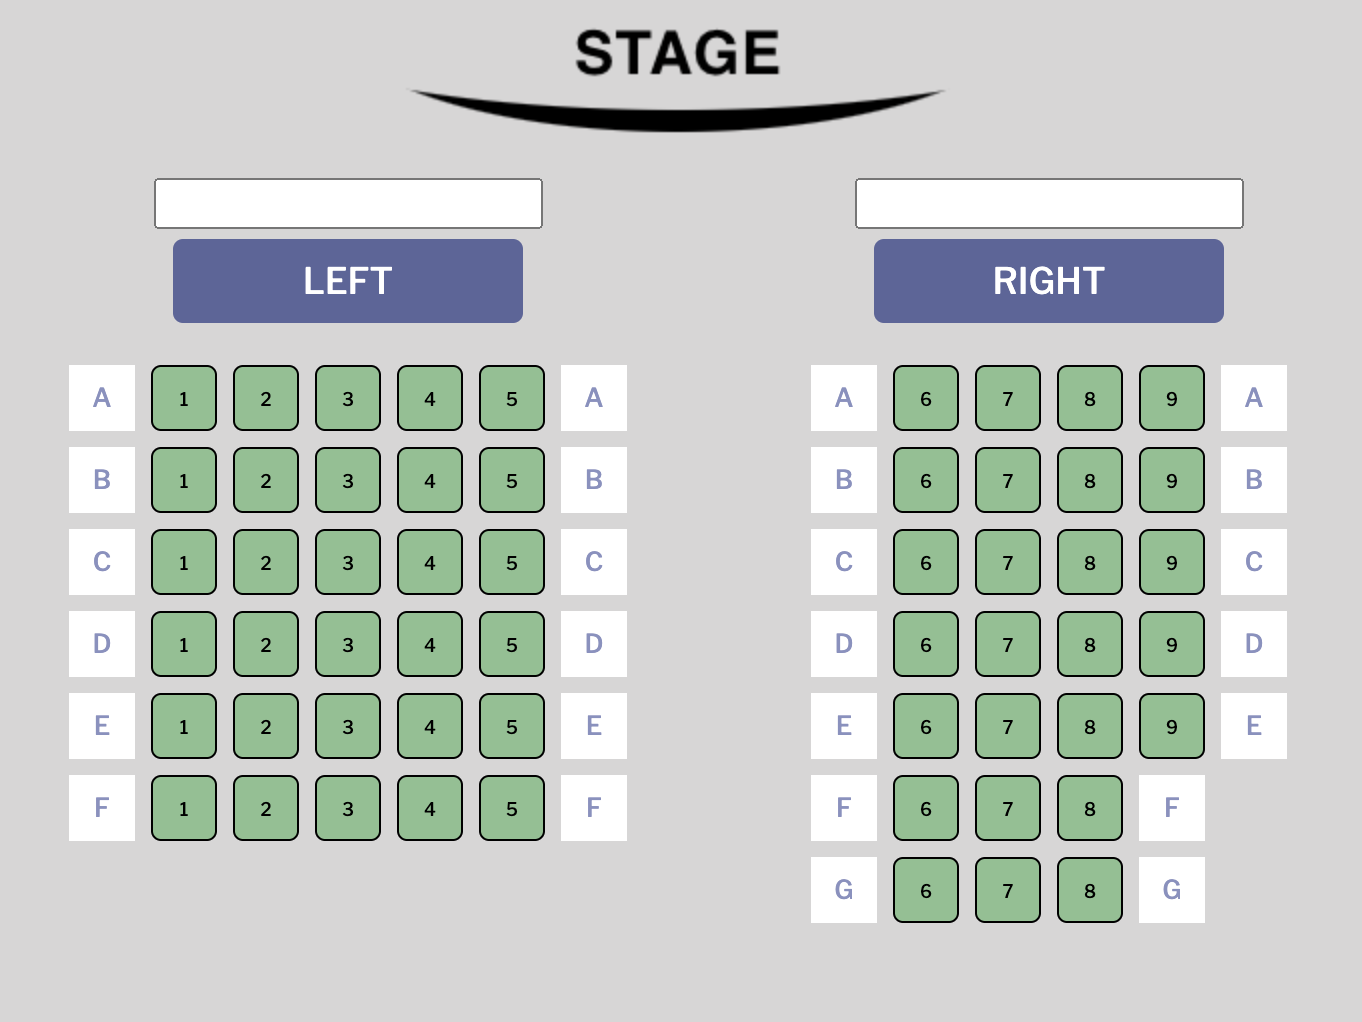 STAGE
LEFT
RIGHT
A 1 2 3 4 5 A
A 6 7 8 9 A
B 1 2 3 4 5 B
B 6 7 8 9 B
C 1 2 3 4 5 C
C 6 7 8 9 C
D 1 2 3 4 5 D
D 6 7 8 9 D
E 1 2 3 4 5 E
E 6 7 8 9 E
F 1 2 3 4 5 F
F 6 7 8 F
G 6 7 8 G